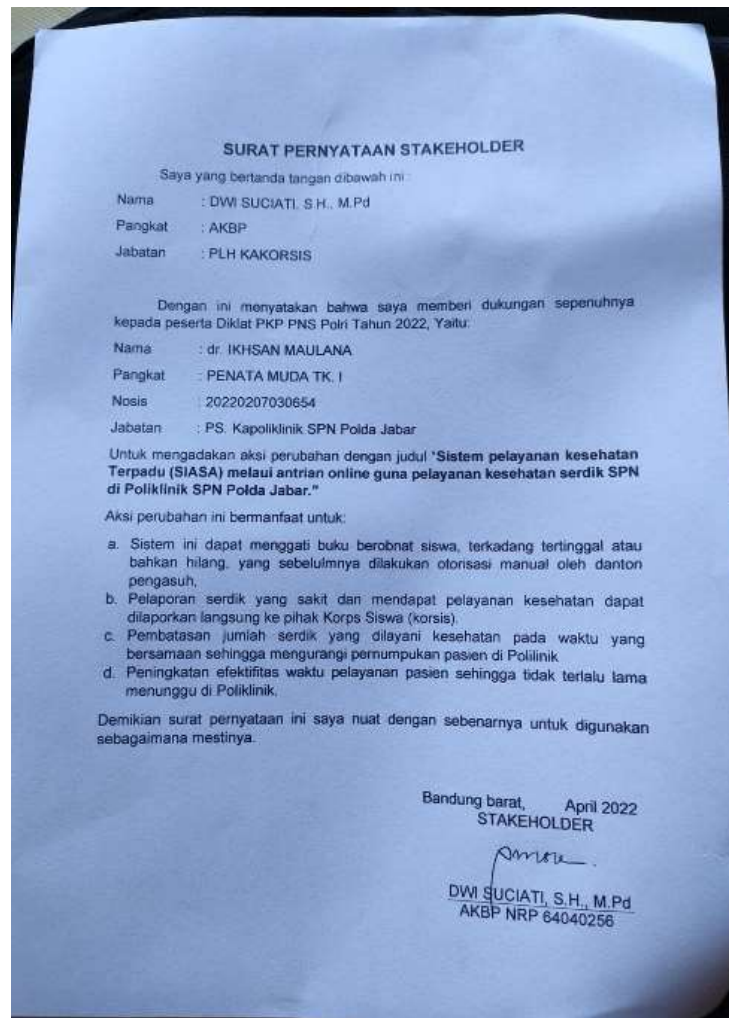 SURAT PERNYATAAN STAKEHOLDER
Saya yang bertanda tangan dibawah ini :
Nama : DWI SUCIATI, S.H., M.Pd
Pangkat : AKBP
Jabatan : PLH KAKORSIS
Dengan ini menyatakan bahwa saya memberi dukungan sepenuhnya
kepada peserta Diklat PKP PNS Polri Tahun 2022, Yaitu:
Nama : dr. IKHSAN MAULANA
Pangkat : PENATA MUDA TK. I
Nosis : 20220207030654
Jabatan : PS. Kapoliklinik SPN Polda Jabar
Untuk mengadakan aksi perubahan dengan judul "Sistem pelayanan kesehatan
Terpadu (SIASA) melaui antrian online guna pelayanan kesehatan serdik SPN
di Poliklinik SPN Polda Jabar."
Aksi perubahan ini bermanfaat untuk:
a. Sistem ini dapat menggati buku berobnat siswa, terkadang tertinggal atau
bahkan hilang, yang sebelulmnya dilakukan otorisasi manual oleh danton
pengasuh,
b. Pelaporan serdik yang sakit dan mendapat pelayanan kesehatan dapat
dilaporkan langsung ke pihak Korps Siswa (korsis).
c. Pembatasan jumlah serdik yang dilayani kesehatan pada waktu yang
bersamaan sehingga mengurangi pernumpukan pasien di Polilinik
d. Peningkatan efektifitas waktu pelayanan pasien sehingga tidak terlalu lama
menunggu di Poliklinik.
Demikian surat pernyataan ini saya nuat dengan sebenarnya untuk digunakan
sebagaimana mestinya.
Bandung barat, April 2022
STAKEHOLDER
DWI SUCIATI, S.H., M.Pd
AKBP NRP 64040256